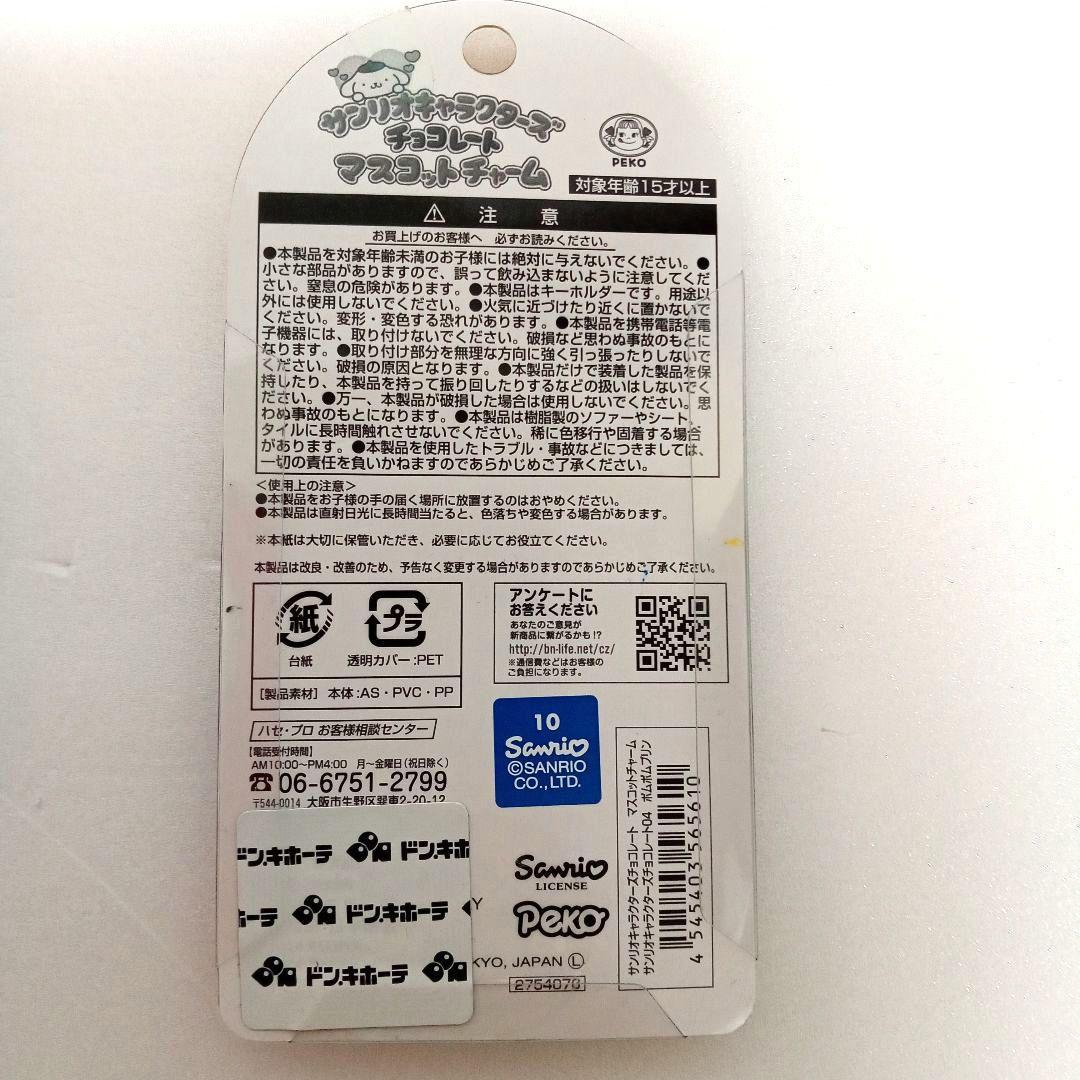 サンリオキャラクターズ
チョコレート
マスコットチャーム
PEKO
対象年齢15才以上
⚠ 注 意
お買上げのお客様へ 必ずお読みください。
●本製品を対象年齢未満のお子様には絶対に与えないでください。●
小さな部品がありますので、誤って飲み込まないように注意してくだ
さい。窒息の危険があります。●本製品はキーホルダーです。用途以
外には使用しないでください。●火気に近づけたり近くに置かないで
ください。変形・変色する恐れがあります。●本製品を携帯電話等電
子機器には、取り付けないでください。破損など思わぬ事故のもとに
なります。●取り付け部分を無理な方向に強く引っ張ったりしないで
ください。破損の原因となります。●本製品だけで装着した製品を保
持したり、本製品を持って振り回したりするなどの扱いはしないでく
ださい。●万一、本製品が破損した場合は使用しないでください。思
わぬ事故のもとになります。●本製品は樹脂製のソファーやシート、
タイルに長時間触れさせないでください。稀に色移行や固着する場合
があります。●本製品を使用したトラブル・事故などにつきましては、
一切の責任を負いかねますのであらかじめご了承ください。
＜使用上の注意＞
●本製品をお子様の手の届く場所に放置するのはおやめください。
●本製品は直射日光に長時間当たると、色落ちや変色する場合があります。
※本紙は大切に保管いただき、必要に応じてお役立てください。
本製品は改良・改善のため、予告なく変更する場合がありますのであらかじめご了承ください。
紙
台紙
プラ
透明カバー:PET
【製品素材】 本体:AS・PVC・PP
アンケートに
お答えください
あなたのご意見が
新商品に繋がるかも!?
http://bn-life.net/cz/
※通信費などはお客様の
ご負担になります。
ハセ・プロ お客様相談センター
【電話受付時間】
AM10:00〜PM4:00 月〜金曜日(祝日除く)
☎06-6751-2799
〒544-0014 大阪市生野区巽東2-20-12
10
Sanrio
©SANRIO
CO.,LTD.
ドン.キホーテ ドン.キホ
ーテ ドン.キホーテ
ドン.キホーテ
Sanrio
LICENSE
Peko
Y
KYO, JAPAN Ⓛ
2754070
サンリオキャラクターズチョコレート マスコットチャーム
サンリオキャラクターズチョコレート04 ポムポムプリン
4 545403 565610